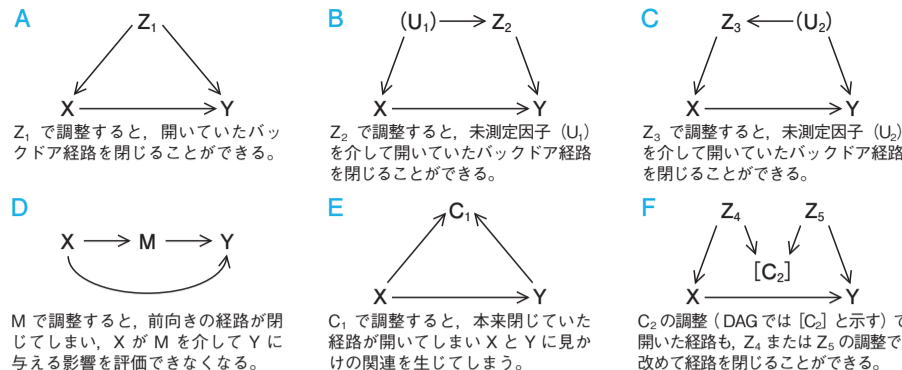 A
Z₁
X
Y
Z₁ で調整すると，開いていたバッ
クドア経路を閉じることができる。
B
(U₁)
Z₂
X
Y
Z₂ で調整すると，未測定因子（U₁）
を介して開いていたバックドア経路
を閉じることができる。
C
Z₃
(U₂)
X
Y
Z₃ で調整すると，未測定因子（U₂）
を介して開いていたバックドア経路
を閉じることができる。
D
X
M
Y
M で調整すると，前向きの経路が閉
じてしまい，X が M を介して Y に
与える影響を評価できなくなる。
E
C₁
X
Y
C₁ で調整すると，本来閉じていた
経路が開いてしまい X と Y に見か
けの関連を生じてしまう。
F
Z₄
Z₅
[C₂]
X
Y
C₂ の調整（DAG では［C₂］と示す）で
開いた経路も，Z₄ または Z₅ の調整で
改めて経路を閉じることができる。